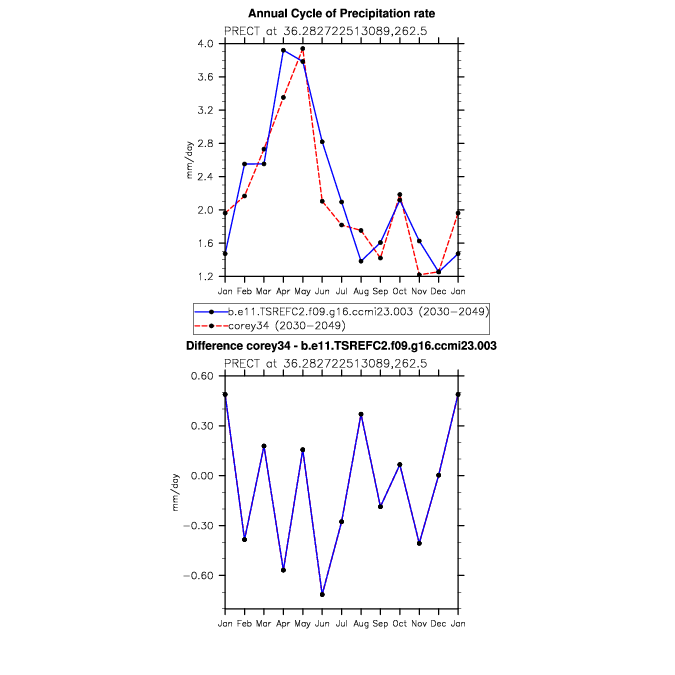 Annual Cycle of Precipitation rate
PRECT at 36.282722513089,262.5
4.0
3.6
3.2
2.8
2.4
2.0
1.6
1.2
mm/day
Jan Feb Mar Apr May Jun Jul Aug Sep Oct Nov Dec Jan
b.e11.TSREFC2.f09.g16.ccmi23.003 (2030-2049)
corey34 (2030-2049)
Difference corey34 - b.e11.TSREFC2.f09.g16.ccmi23.003
PRECT at 36.282722513089,262.5
0.60
0.30
0.00
-0.30
-0.60
mm/day
Jan Feb Mar Apr May Jun Jul Aug Sep Oct Nov Dec Jan